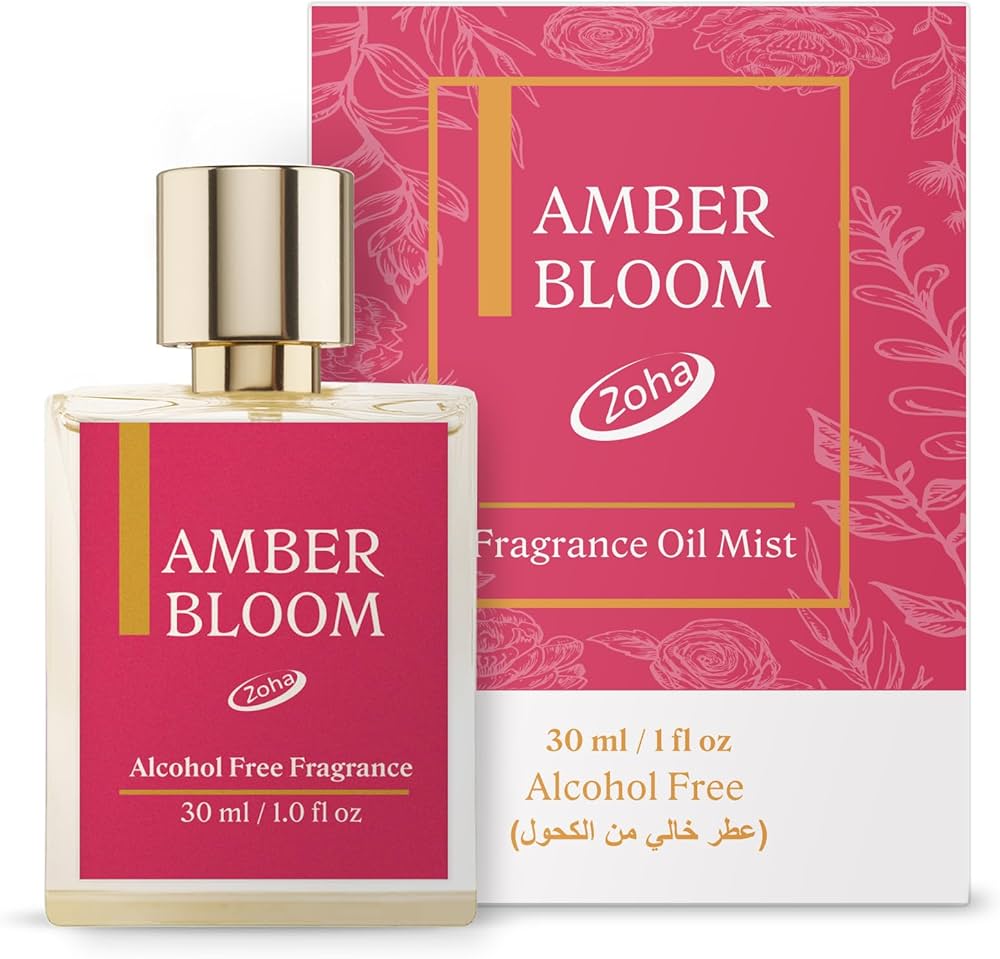 AMBER
BLOOM
Zoha
Fragrance Oil Mist
30 ml / 1 fl oz
Alcohol Free
(عطر خالي من الكحول)
AMBER
BLOOM
Zoha
Alcohol Free Fragrance
30 ml / 1.0 fl oz